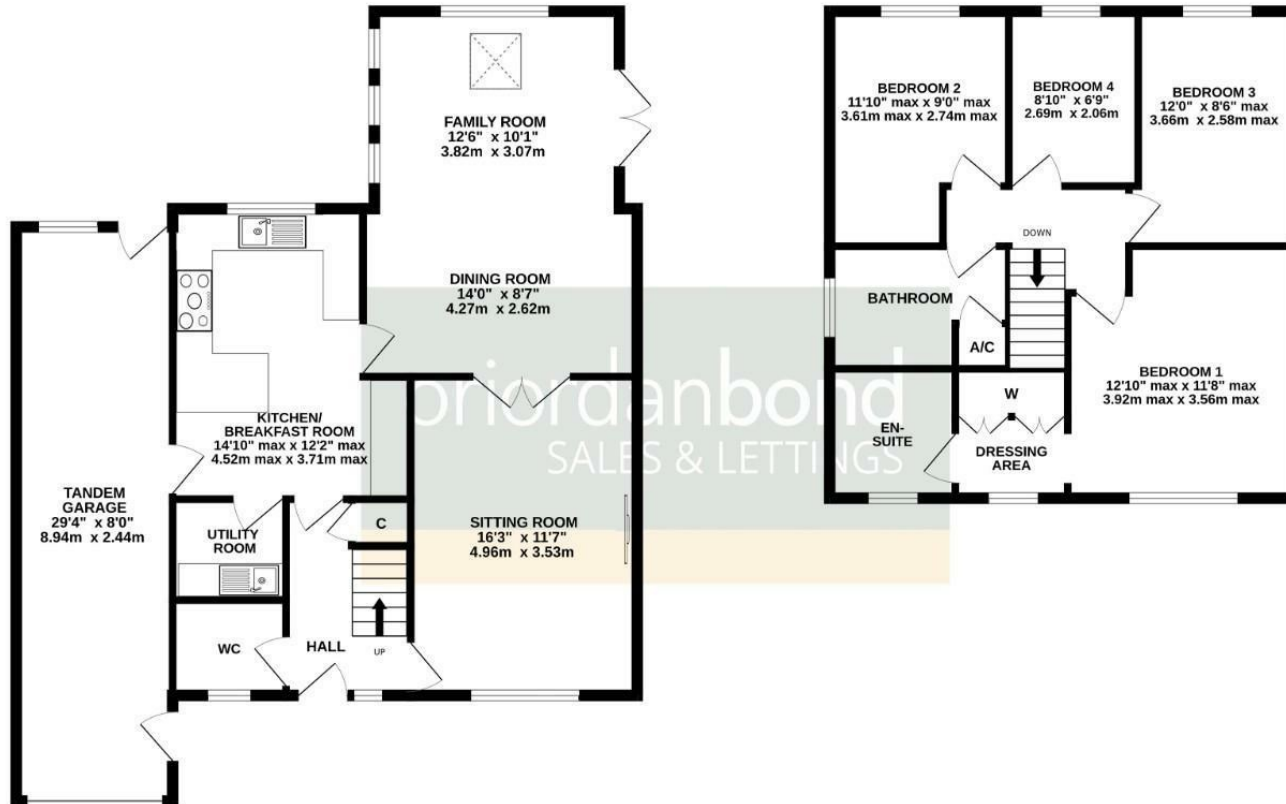 FAMILY ROOM
12'6" x 10'1"
3.82m x 3.07m
DINING ROOM
14'0" x 8'7"
4.27m x 2.62m
KITCHEN/
BREAKFAST ROOM
14'10" max x 12'2" max
4.52m max x 3.71m max
TANDEM
GARAGE
29'4" x 8'0"
8.94m x 2.44m
UTILITY
ROOM
C
SITTING ROOM
16'3" x 11'7"
4.96m x 3.53m
WC
HALL
UP
BEDROOM 2
11'10" max x 9'0" max
3.61m max x 2.74m max
BEDROOM 4
8'10" x 6'9"
2.69m x 2.06m
BEDROOM 3
12'0" x 8'6" max
3.66m x 2.58m max
DOWN
BATHROOM
A/C
BEDROOM 1
12'10" max x 11'8" max
3.92m max x 3.56m max
W
EN-
SUITE
DRESSING
AREA
priordanbond
SALES & LETTINGS